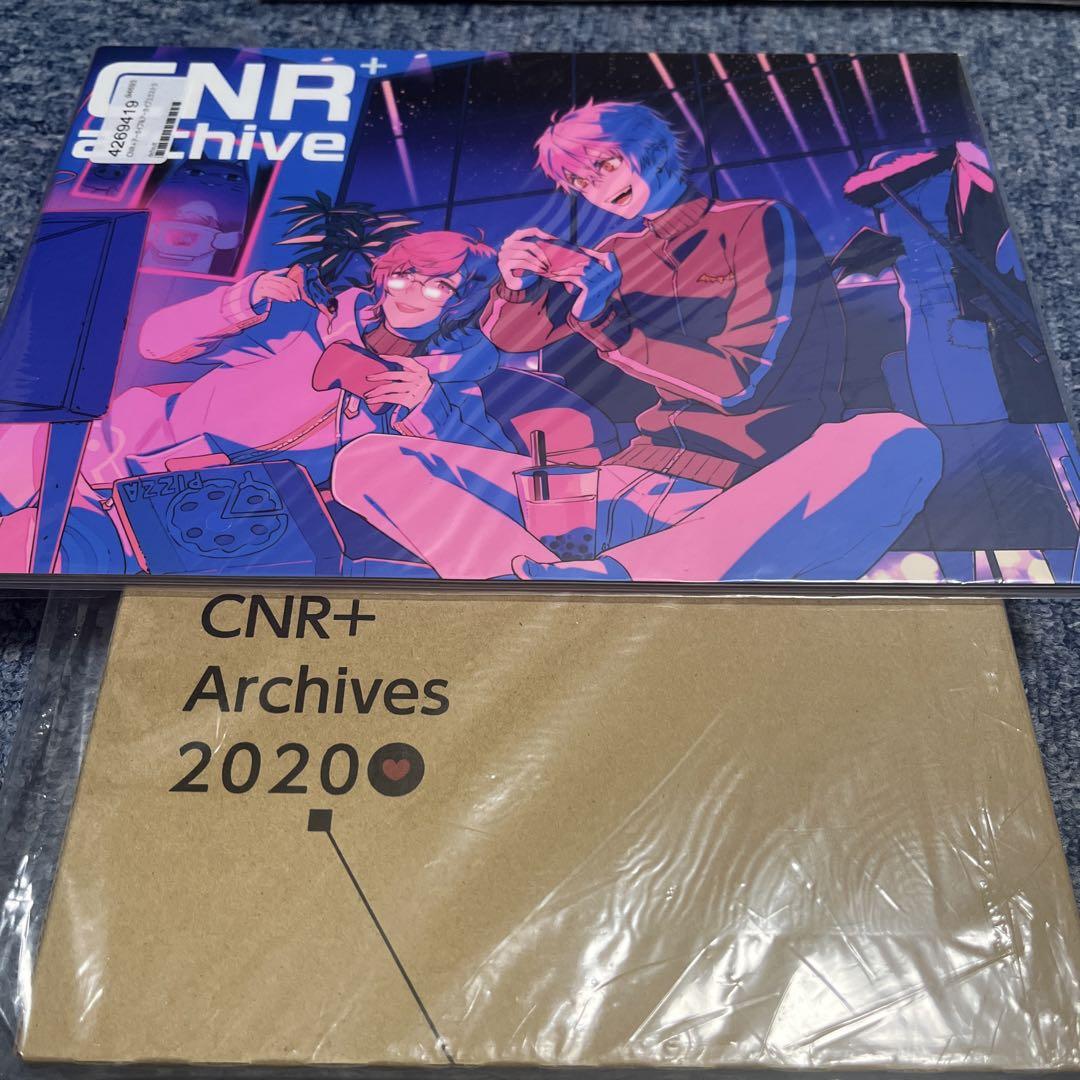 CNR+
archive
4269419
PIZZA
CNR+
Archives
2020